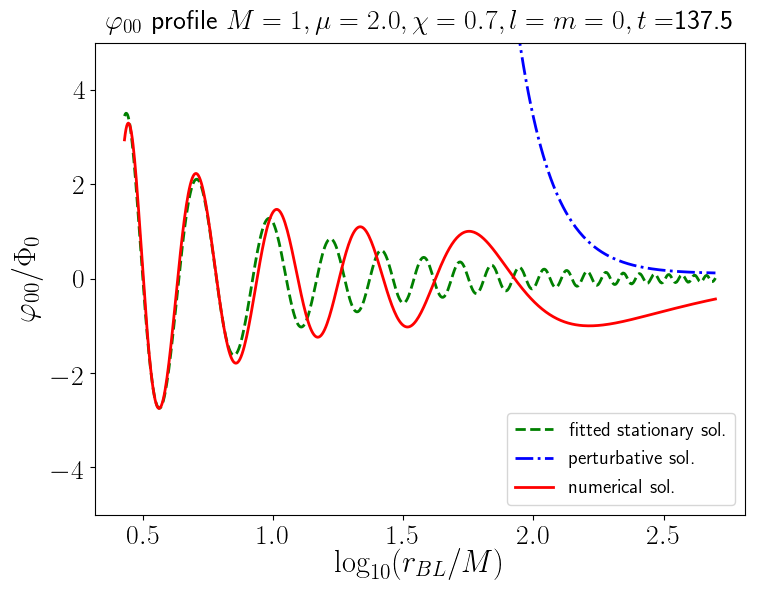 φ₀₀ profile M = 1, μ = 2.0, χ = 0.7, l = m = 0, t =137.5
φ₀₀/Φ₀
4
2
0
−2
−4
fitted stationary sol.
perturbative sol.
numerical sol.
0.5 1.0 1.5 2.0 2.5
log₁₀(r_BL/M)